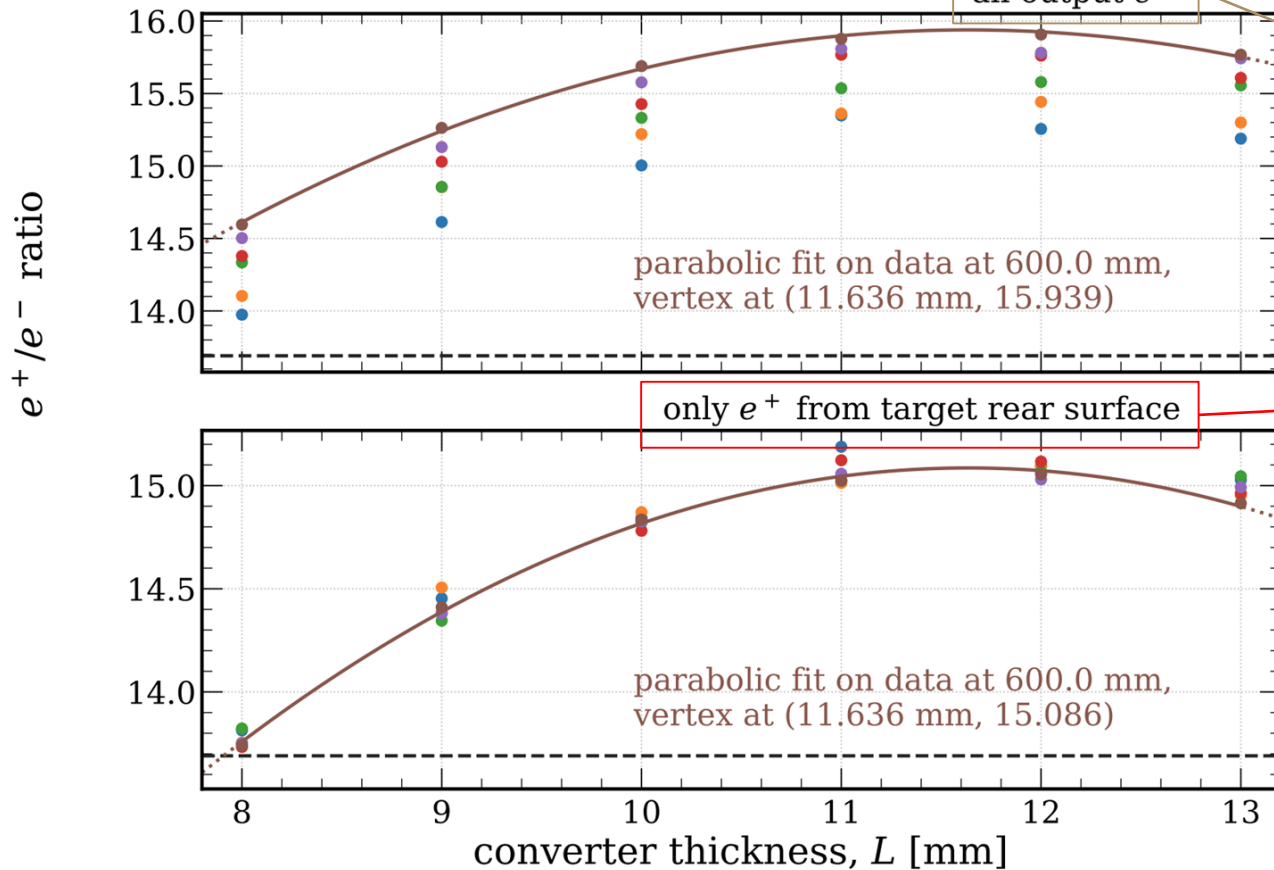 16.0
15.5
15.0
14.5
14.0
parabolic fit on data at 600.0 mm,
vertex at (11.636 mm, 15.939)
e⁺/e⁻ ratio
only e⁺ from target rear surface
15.0
14.5
14.0
parabolic fit on data at 600.0 mm,
vertex at (11.636 mm, 15.086)
8 9 10 11 12 13
converter thickness, L [mm]